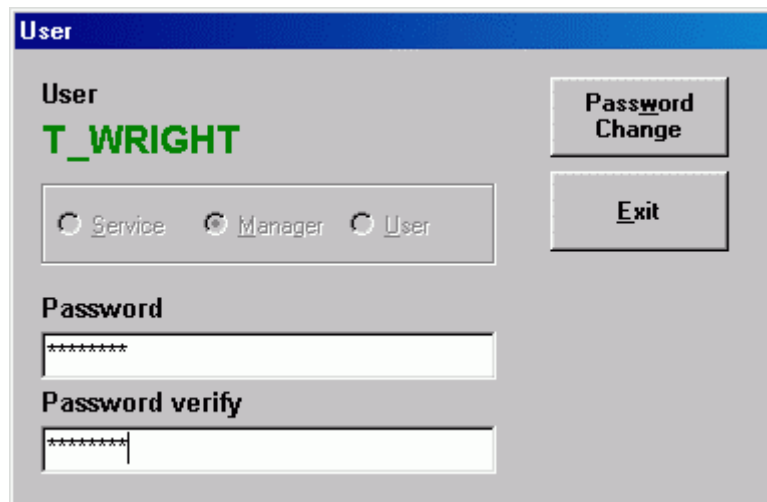 User
User
T_WRIGHT
Service Manager User
Password
********
Password verify
********
Password
Change
Exit